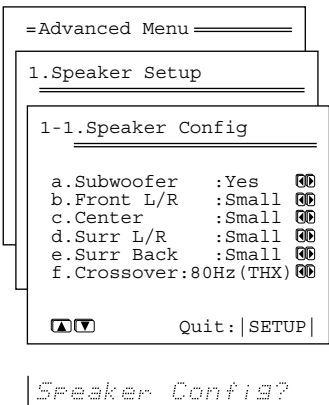 =Advanced Menu
1.Speaker Setup
1-1.Speaker Config
a.Subwoofer :Yes
b.Front L/R :Small
c.Center :Small
d.Surr L/R :Small
e.Surr Back :Small
f.Crossover:80Hz(THX)
Quit:|SETUP|
Speaker Config?